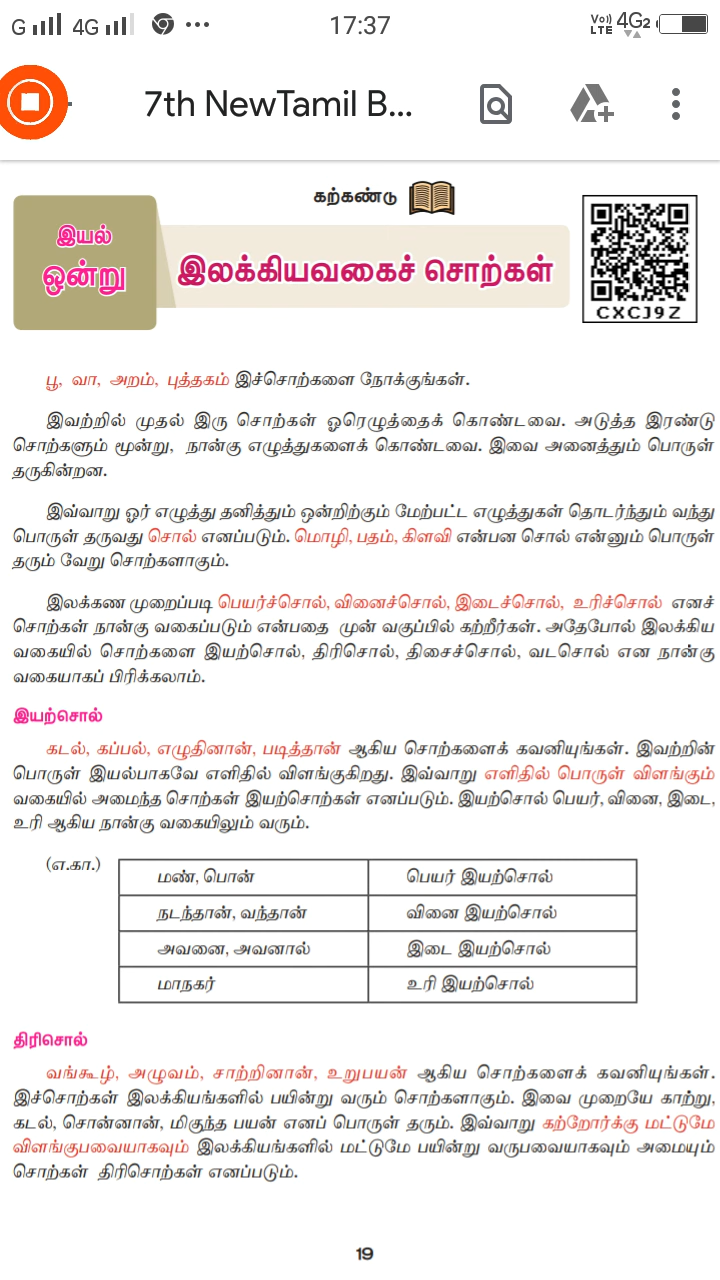 G 4G ... 17:37 Vo)) LTE 4G2
7th NewTamil B...
கற்கண்டு
இயல்
ஒன்று
இலக்கியவகைச் சொற்கள்
CXCJ9Z
பூ, வா, அறம், புத்தகம் இச்சொற்களை நோக்குங்கள்.
இவற்றில் முதல் இரு சொற்கள் ஓரெழுத்தைக் கொண்டவை. அடுத்த இரண்டு
சொற்களும் மூன்று, நான்கு எழுத்துகளைக் கொண்டவை. இவை அனைத்தும் பொருள்
தருகின்றன.
இவ்வாறு ஓர் எழுத்து தனித்தும் ஒன்றிற்கும் மேற்பட்ட எழுத்துகள் தொடர்ந்தும் வந்து
பொருள் தருவது சொல் எனப்படும். மொழி, பதம், கிளவி என்பன சொல் என்னும் பொருள்
தரும் வேறு சொற்களாகும்.
இலக்கண முறைப்படி பெயர்ச்சொல், வினைச்சொல், இடைச்சொல், உரிச்சொல் எனச்
சொற்கள் நான்கு வகைப்படும் என்பதை முன் வகுப்பில் கற்றீர்கள். அதேபோல் இலக்கிய
வகையில் சொற்களை இயற்சொல், திரிசொல், திசைச்சொல், வடசொல் என நான்கு
வகையாகப் பிரிக்கலாம்.
இயற்சொல்
கடல், கப்பல், எழுதினான், படித்தான் ஆகிய சொற்களைக் கவனியுங்கள். இவற்றின்
பொருள் இயல்பாகவே எளிதில் விளங்குகிறது. இவ்வாறு எளிதில் பொருள் விளங்கும்
வகையில் அமைந்த சொற்கள் இயற்சொற்கள் எனப்படும். இயற்சொல் பெயர், வினை, இடை,
உரி ஆகிய நான்கு வகையிலும் வரும்.
(எ.கா.) மண், பொன் பெயர் இயற்சொல்
நடந்தான், வந்தான் வினை இயற்சொல்
அவனை, அவனால் இடை இயற்சொல்
மாநகர் உரி இயற்சொல்
திரிசொல்
வங்கூழ், அழுவம், சாற்றினான், உறுபயன் ஆகிய சொற்களைக் கவனியுங்கள்.
இச்சொற்கள் இலக்கியங்களில் பயின்று வரும் சொற்களாகும். இவை முறையே காற்று,
கடல், சொன்னான், மிகுந்த பயன் எனப் பொருள் தரும். இவ்வாறு கற்றோர்க்கு மட்டுமே
விளங்குபவையாகவும் இலக்கியங்களில் மட்டுமே பயின்று வருபவையாகவும் அமையும்
சொற்கள் திரிசொற்கள் எனப்படும்.
19